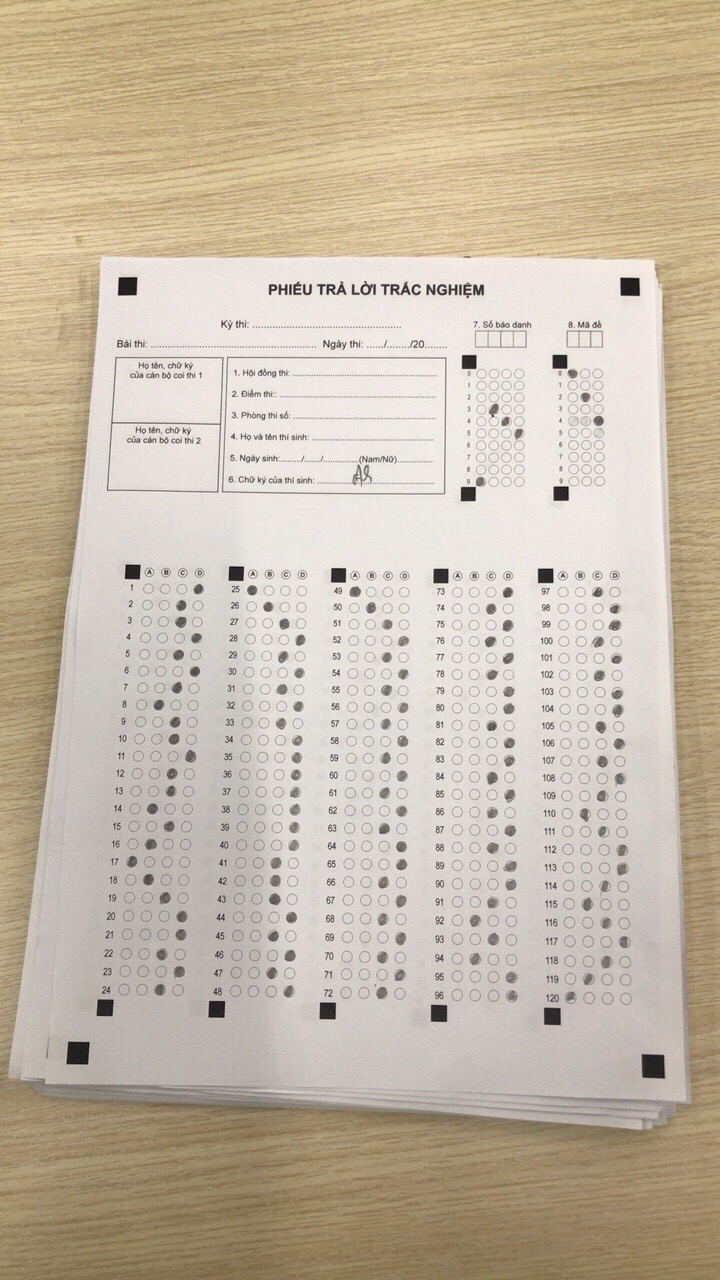 PHIẾU TRẢ LỜI TRẮC NGHIỆM
Kỳ thi: ....................................................
Bài thi: ......................................................... Ngày thi: ....../......../20........
7. Số báo danh
8. Mã đề
Họ tên, chữ ký
của cán bộ coi thi 1
Họ tên, chữ ký
của cán bộ coi thi 2
1. Hội đồng thi: ..................................................
2. Điểm thi:: ......................................................
3. Phòng thi số: .................................................
4. Họ và tên thí sinh: ..........................................
5. Ngày sinh:......../....../............(Nam/Nữ).............
6. Chữ ký của thí sinh: ........................................
0 0
1 1
2 2
3 3
4 4
5 5
6 6
7 7
8 8
9 9
A B C D A B C D A B C D A B C D A B C D
1 25 49 73 97
2 26 50 74 98
3 27 51 75 99
4 28 52 76 100
5 29 53 77 101
6 30 54 78 102
7 31 55 79 103
8 32 56 80 104
9 33 57 81 105
10 34 58 82 106
11 35 59 83 107
12 36 60 84 108
13 37 61 85 109
14 38 62 86 110
15 39 63 87 111
16 40 64 88 112
17 41 65 89 113
18 42 66 90 114
19 43 67 91 115
20 44 68 92 116
21 45 69 93 117
22 46 70 94 118
23 47 71 95 119
24 48 72 96 120